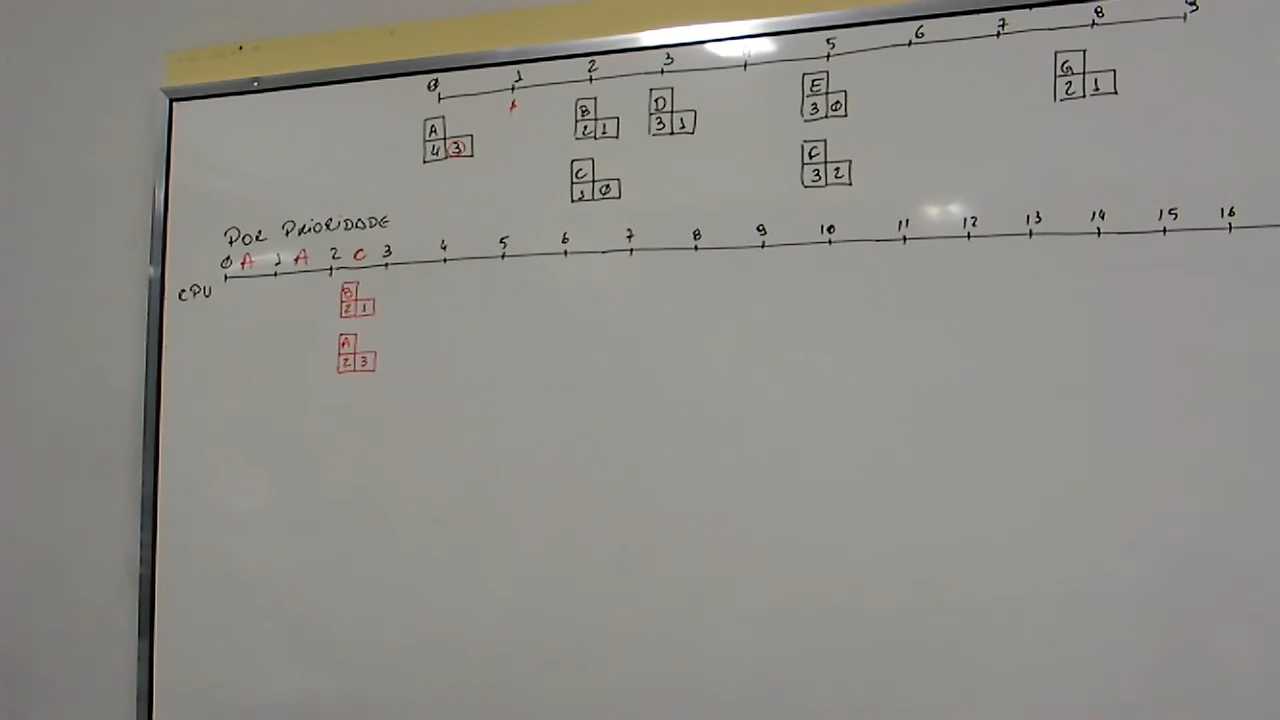 0 1 2 3 4 5 6 7 8 9
A
4 3
B
2 1
C
1 0
D
3 1
E
3 0
F
3 2
G
2 1
POR PRIORIDADE
0 A 1 A 2 C 3 4 5 6 7 8 9 10 11 12 13 14 15 16
CPU
B
2 1
A
2 3